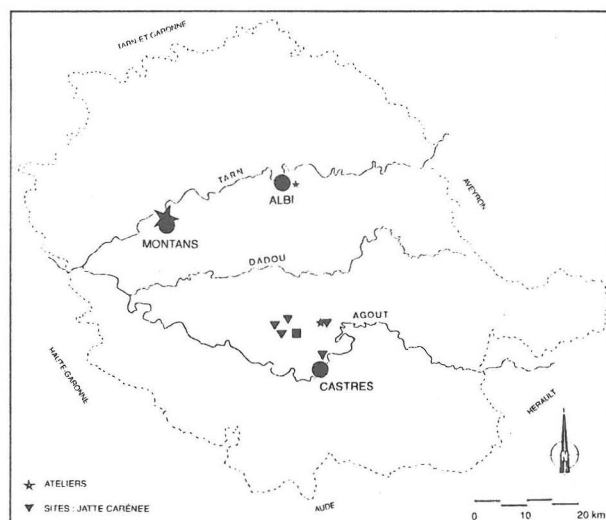 TARN-ET-GARONNE
TARN
ALBI
AVEYRON
MONTANS
DADOU
AGOUT
HAUTE-GARONNE
CASTRES
HÉRAULT
ATELIERS
SITES : JATTE CARÉNÉE
AUDE
0 10 20 km